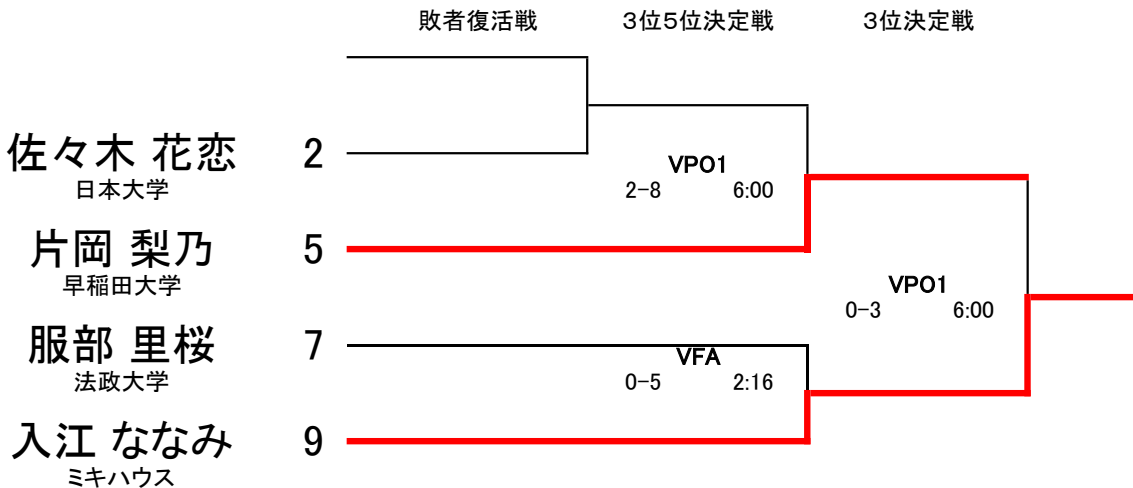 敗者復活戦 3位5位決定戦 3位決定戦
佐々木 花恋 2
日本大学
VPO1
2-8 6:00
片岡 梨乃 5
早稲田大学
VPO1
0-3 6:00
服部 里桜 7
法政大学
VFA
0-5 2:16
入江 ななみ 9
ミキハウス